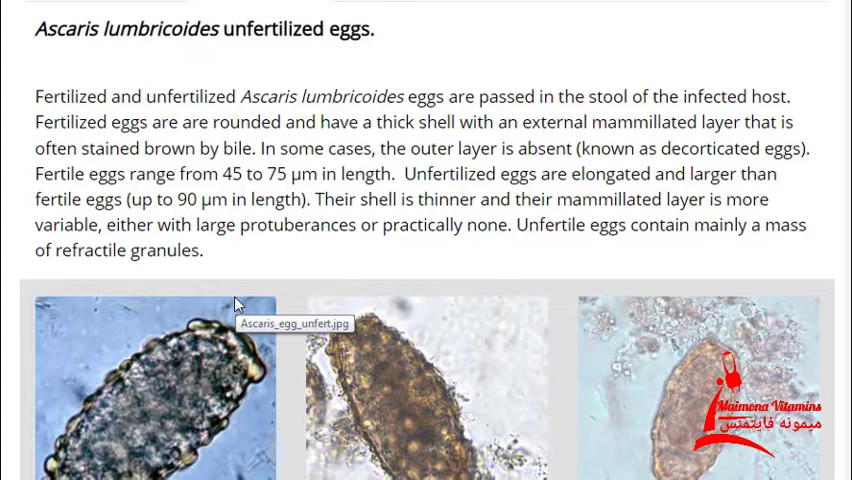 Ascaris lumbricoides unfertilized eggs.
Fertilized and unfertilized Ascaris lumbricoides eggs are passed in the stool of the infected host.
Fertilized eggs are are rounded and have a thick shell with an external mammillated layer that is
often stained brown by bile. In some cases, the outer layer is absent (known as decorticated eggs).
Fertile eggs range from 45 to 75 µm in length.  Unfertilized eggs are elongated and larger than
fertile eggs (up to 90 µm in length). Their shell is thinner and their mammillated layer is more
variable, either with large protuberances or practically none. Unfertile eggs contain mainly a mass
of refractile granules.
Ascaris_egg_unfert.jpg
Maimona Vitamins
ميمونه فايتمنس